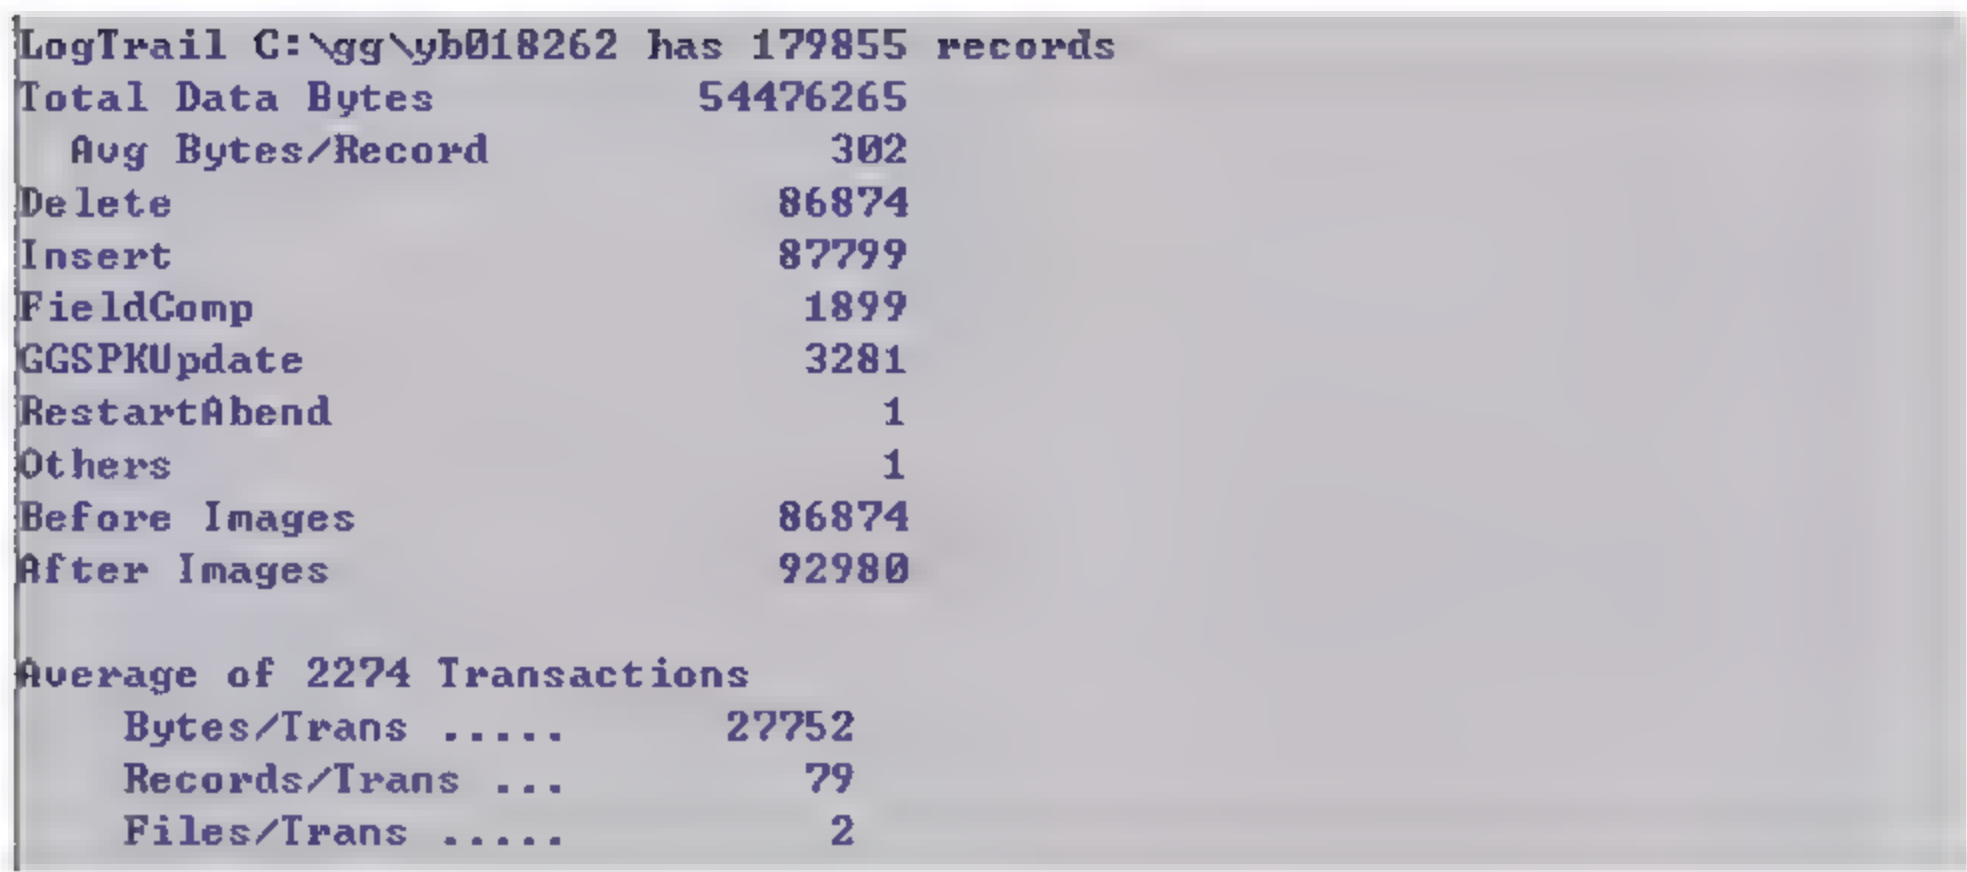 LogTrail C:\gg\yb018262 has 179855 records
Total Data Bytes 54476265
Avg Bytes/Record 302
Delete 86874
Insert 87799
FieldComp 1899
GGSPKUpdate 3281
RestartAbend 1
Others 1
Before Images 86874
After Images 92980
Average of 2274 Transactions
Bytes/Trans ..... 27752
Records/Trans ... 79
Files/Trans ..... 2